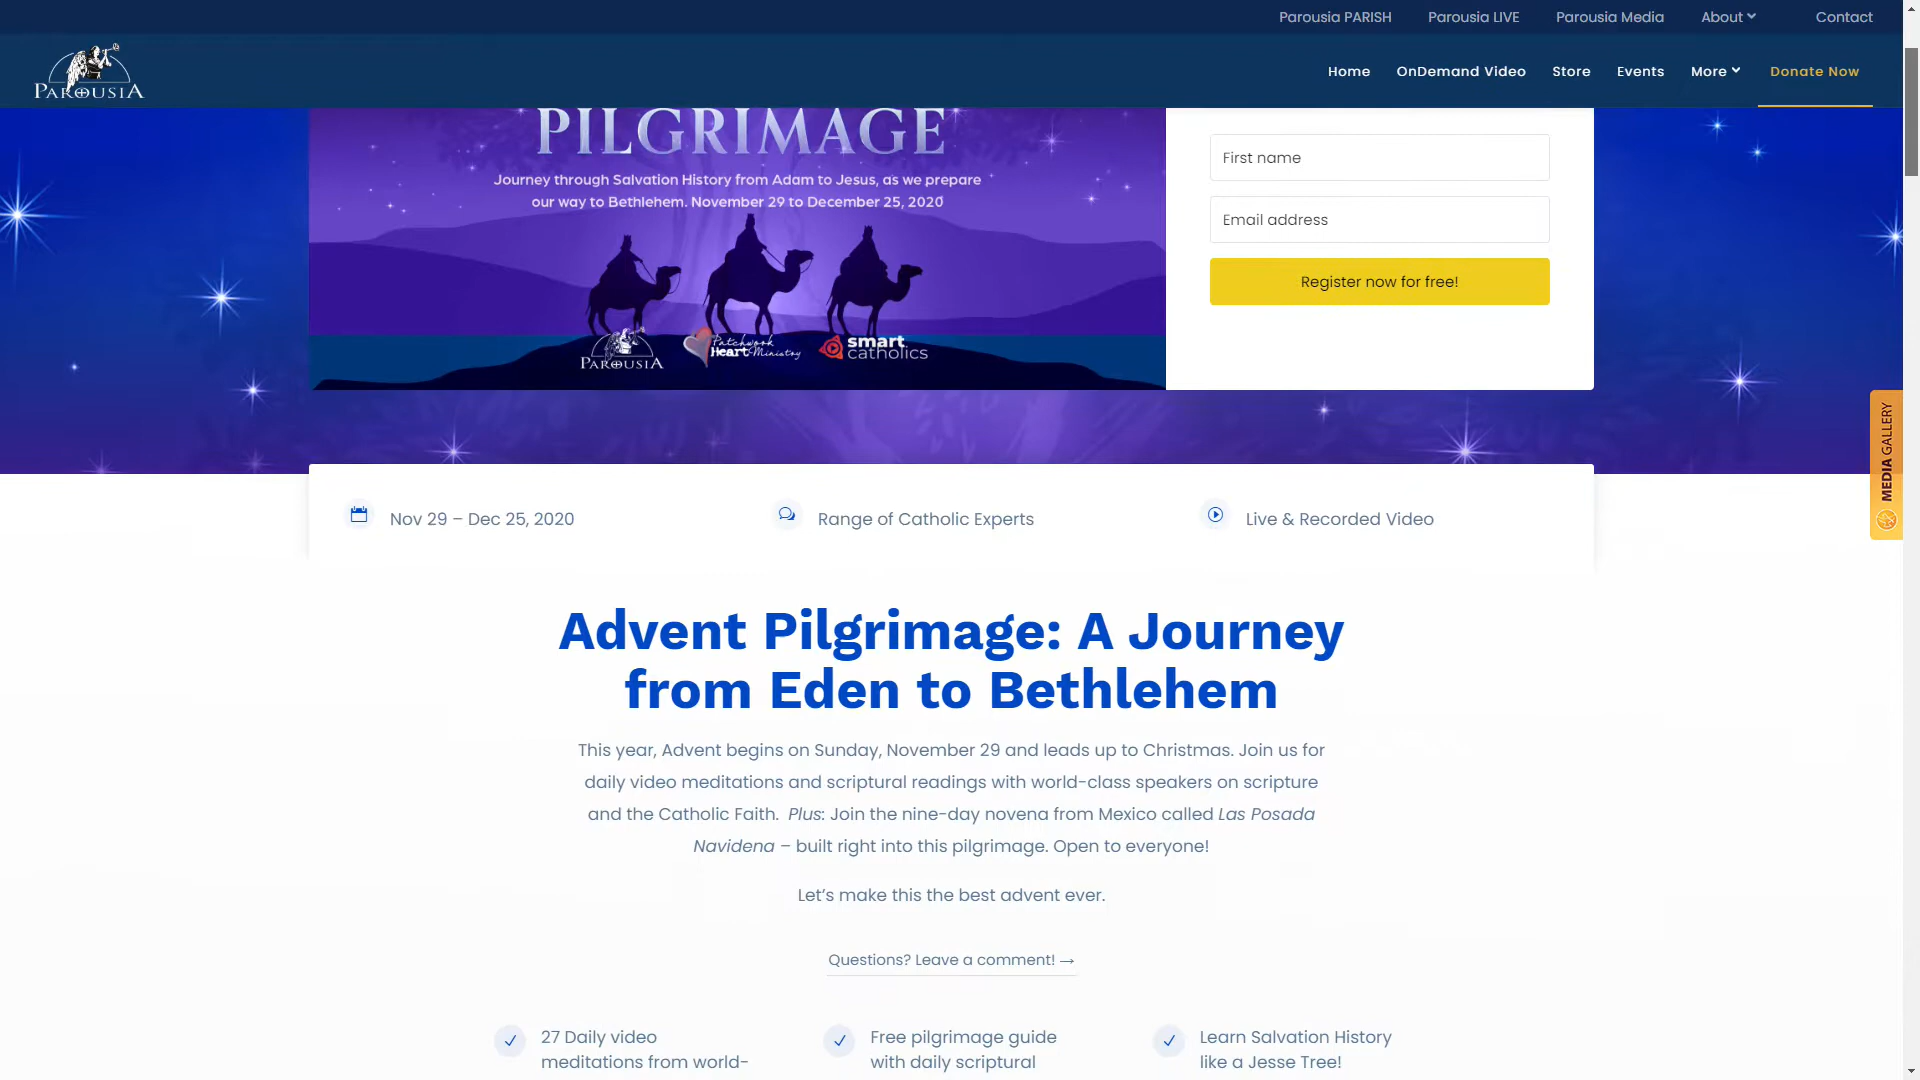 Parousia PARISH Parousia LIVE Parousia Media About Contact
PAROUSIA
Home OnDemand Video Store Events More Donate Now
PILGRIMAGE
Journey through Salvation History from Adam to Jesus, as we prepare
our way to Bethlehem. November 29 to December 25, 2020
First name
Email address
Register now for free!
PAROUSIA
Patchwork
Heart Ministry
smart
catholics
MEDIA GALLERY
Nov 29 – Dec 25, 2020
Range of Catholic Experts
Live & Recorded Video
Advent Pilgrimage: A Journey
from Eden to Bethlehem
This year, Advent begins on Sunday, November 29 and leads up to Christmas. Join us for
daily video meditations and scriptural readings with world-class speakers on scripture
and the Catholic Faith. Plus: Join the nine-day novena from Mexico called Las Posada
Navidena – built right into this pilgrimage. Open to everyone!
Let’s make this the best advent ever.
Questions? Leave a comment! →
27 Daily video
meditations from world-
Free pilgrimage guide
with daily scriptural
Learn Salvation History
like a Jesse Tree!